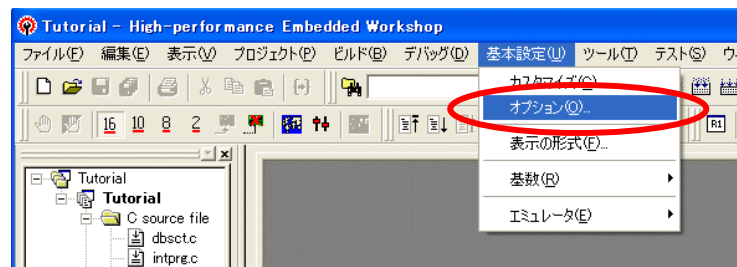 Tutorial - High-performance Embedded Workshop
ファイル(F) 編集(E) 表示(V) プロジェクト(P) ビルド(B) デバッグ(D) 基本設定(U) ツール(T) テスト(S) ウ
カスタマイズ(C)...
オプション(O)...
16 10 8 2
R1
表示の形式(F)...
基数(R)
エミュレータ(E)
Tutorial
Tutorial
C source file
dbsct.c
intprg.c